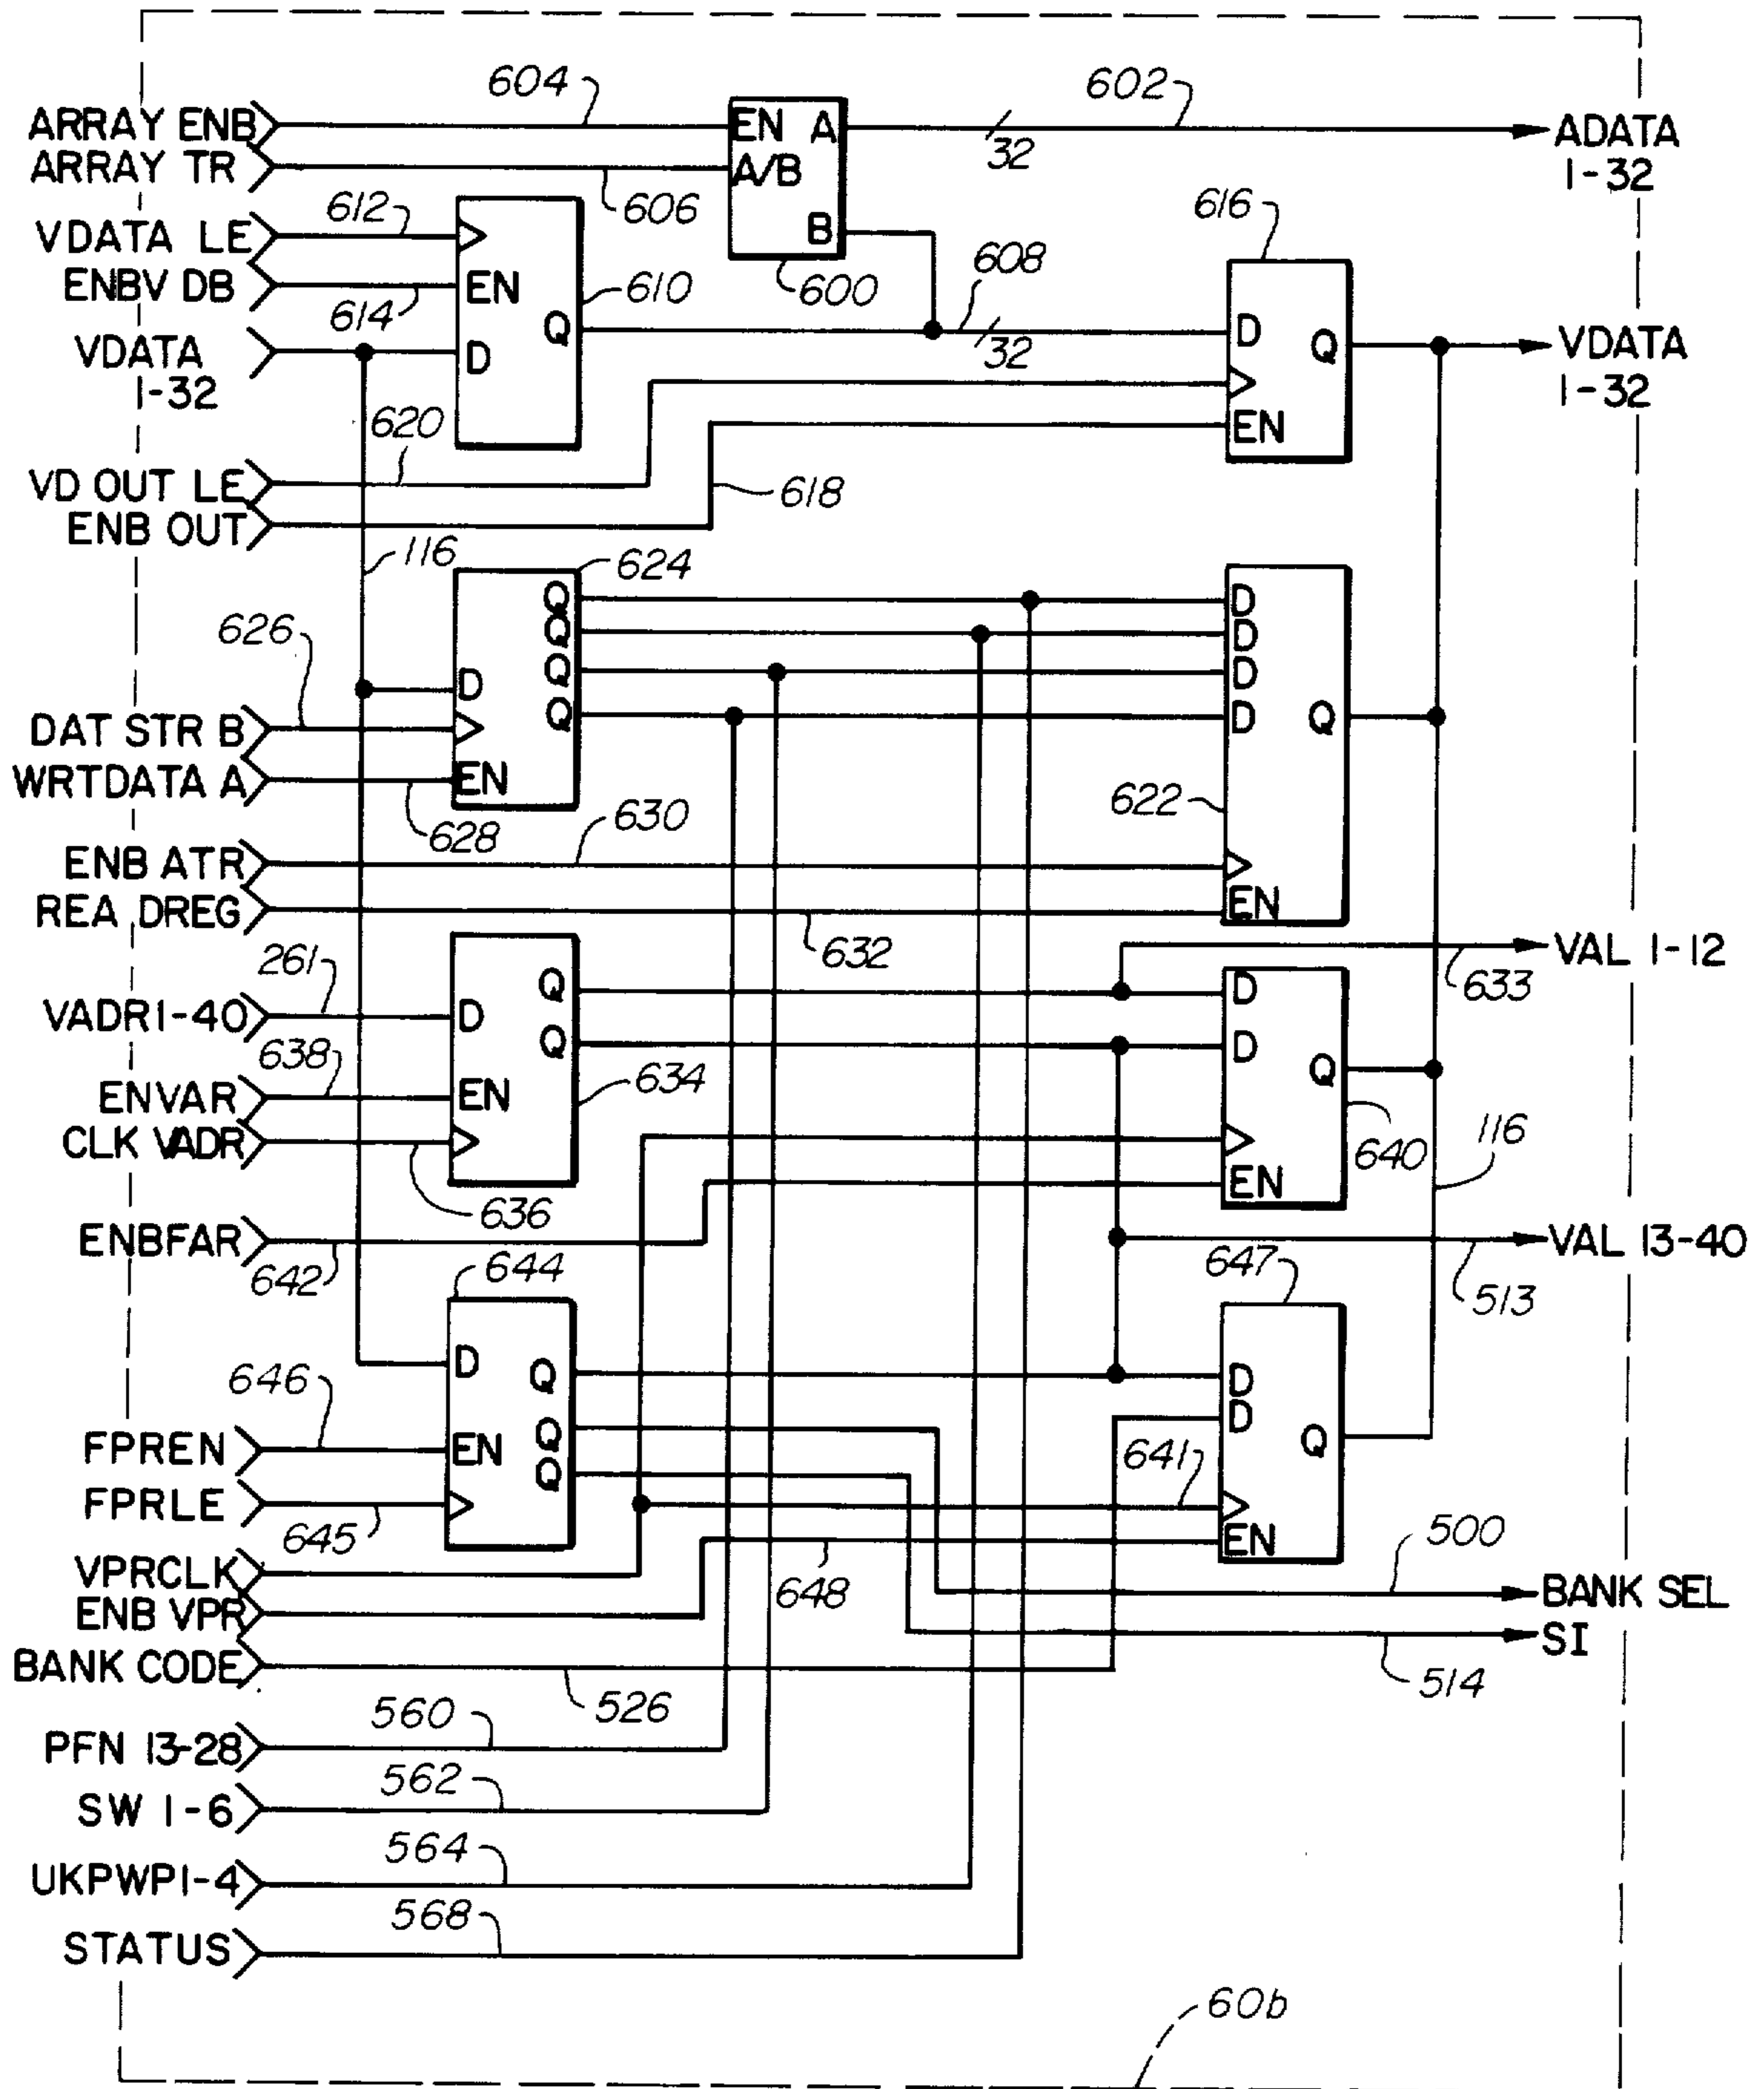 604
602
ARRAY ENB
EN A
32
ADATA
1-32
ARRAY TR
A/B
606
B
600
612
VDATA LE
ENBV DB
EN
614
610
Q
608
32
616
D
Q
EN
VDATA
1-32
D
VDATA
1-32
620
VD OUT LE
618
ENB OUT
116
624
Q
Q
Q
Q
D
D
D
D
626
D
DAT STR B
Q
WRTDATA A
EN
628
622
630
ENB ATR
REA DREG
EN
632
VAL 1-12
633
261
Q
D
VADR1-40
D
Q
D
Q
638
634
ENVAR
EN
CLK VADR
640
116
636
EN
ENBFAR
642
VAL 13-40
513
644
647
D
Q
D
646
Q
D
Q
FPREN
EN
Q
641
FPRLE
645
EN
500
VPRCLK
648
BANK SEL
ENB VPR
SI
BANK CODE
526
514
560
PFN 13-28
562
SW 1-6
564
UKPWP1-4
568
STATUS
60b